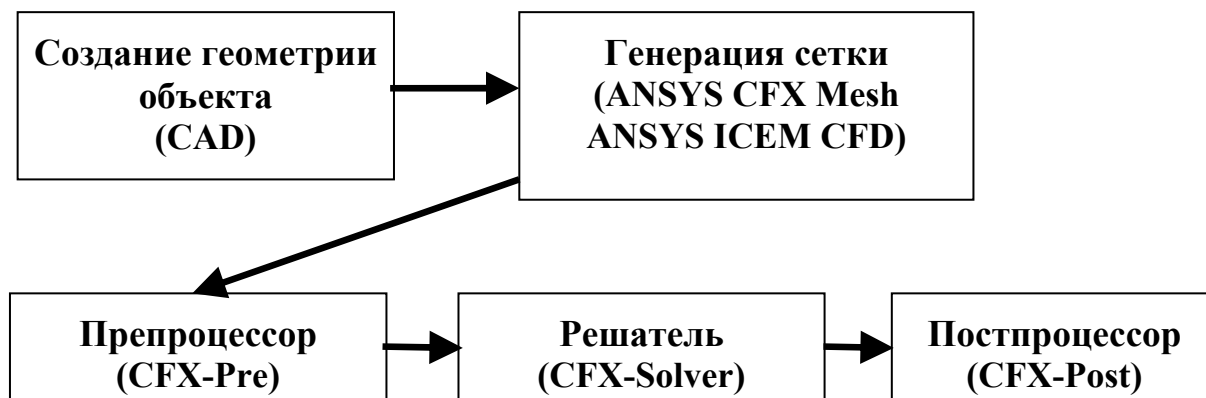 Создание геометрии
объекта
(CAD)
Генерация сетки
(ANSYS CFX Mesh
ANSYS ICEM CFD)
Препроцессор
(CFX-Pre)
Решатель
(CFX-Solver)
Постпроцессор
(CFX-Post)